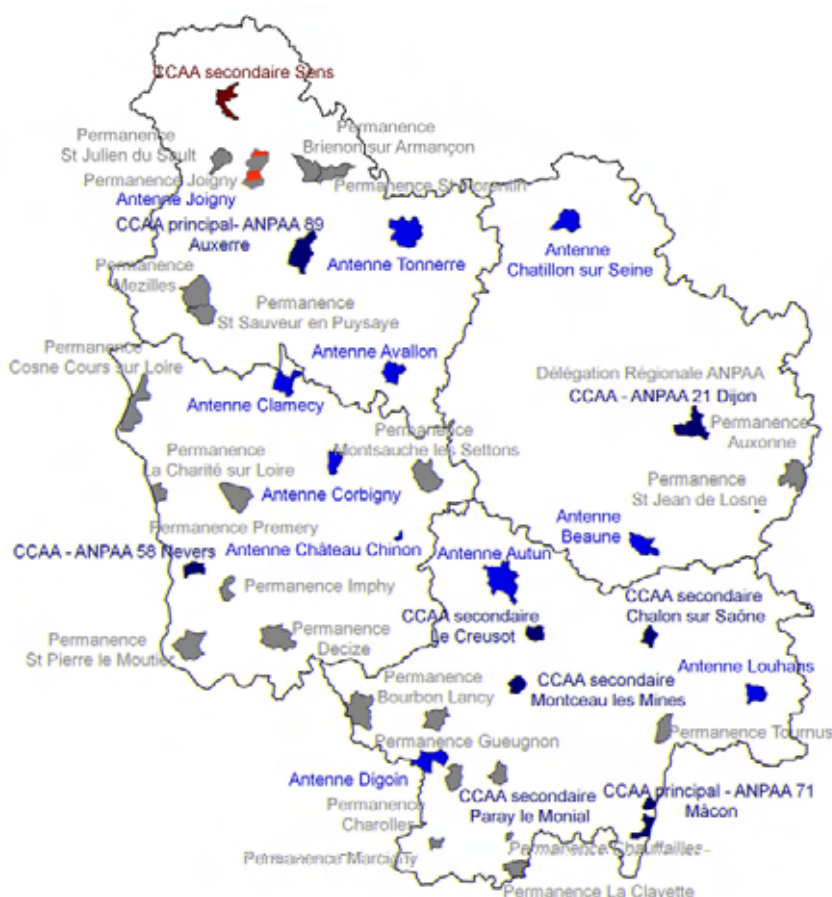 CCAA secondaire Sens
Permanence
St Julien du Sault
Permanence
Brienon sur Armançon
Permanence Joigny
Permanence St Florentin
Antenne Joigny
CCAA principal- ANPAA 89
Auxerre
Antenne Tonnerre
Antenne
Chatillon sur Seine
Permanence
Mezilles
Permanence
St Sauveur en Puysaye
Permanence
Cosne Cours sur Loire
Antenne Avallon
Antenne Clamecy
Délégation Régionale ANPAA
CCAA - ANPAA 21 Dijon
Permanence
Auxonne
Permanence
La Charité sur Loire
Permanence
Montsauche les Settons
Antenne Corbigny
Permanence
St Jean de Losne
Permanence Premery
Antenne
Beaune
CCAA - ANPAA 58 Nevers
Antenne Château Chinon
Antenne Autun
Permanence Imphy
CCAA secondaire
Chalon sur Saône
CCAA secondaire
Le Creusot
Permanence
St Pierre le Moutier
Permanence
Decize
Antenne Louhans
Permanence
Bourbon Lancy
CCAA secondaire
Montceau les Mines
Permanence Tournus
Permanence Gueugnon
Antenne Digoin
CCAA secondaire
Paray le Monial
CCAA principal - ANPAA 71
Mâcon
Permanence
Charolles
Permanence Marcigny
Permanence Chauffailles
Permanence La Clavette